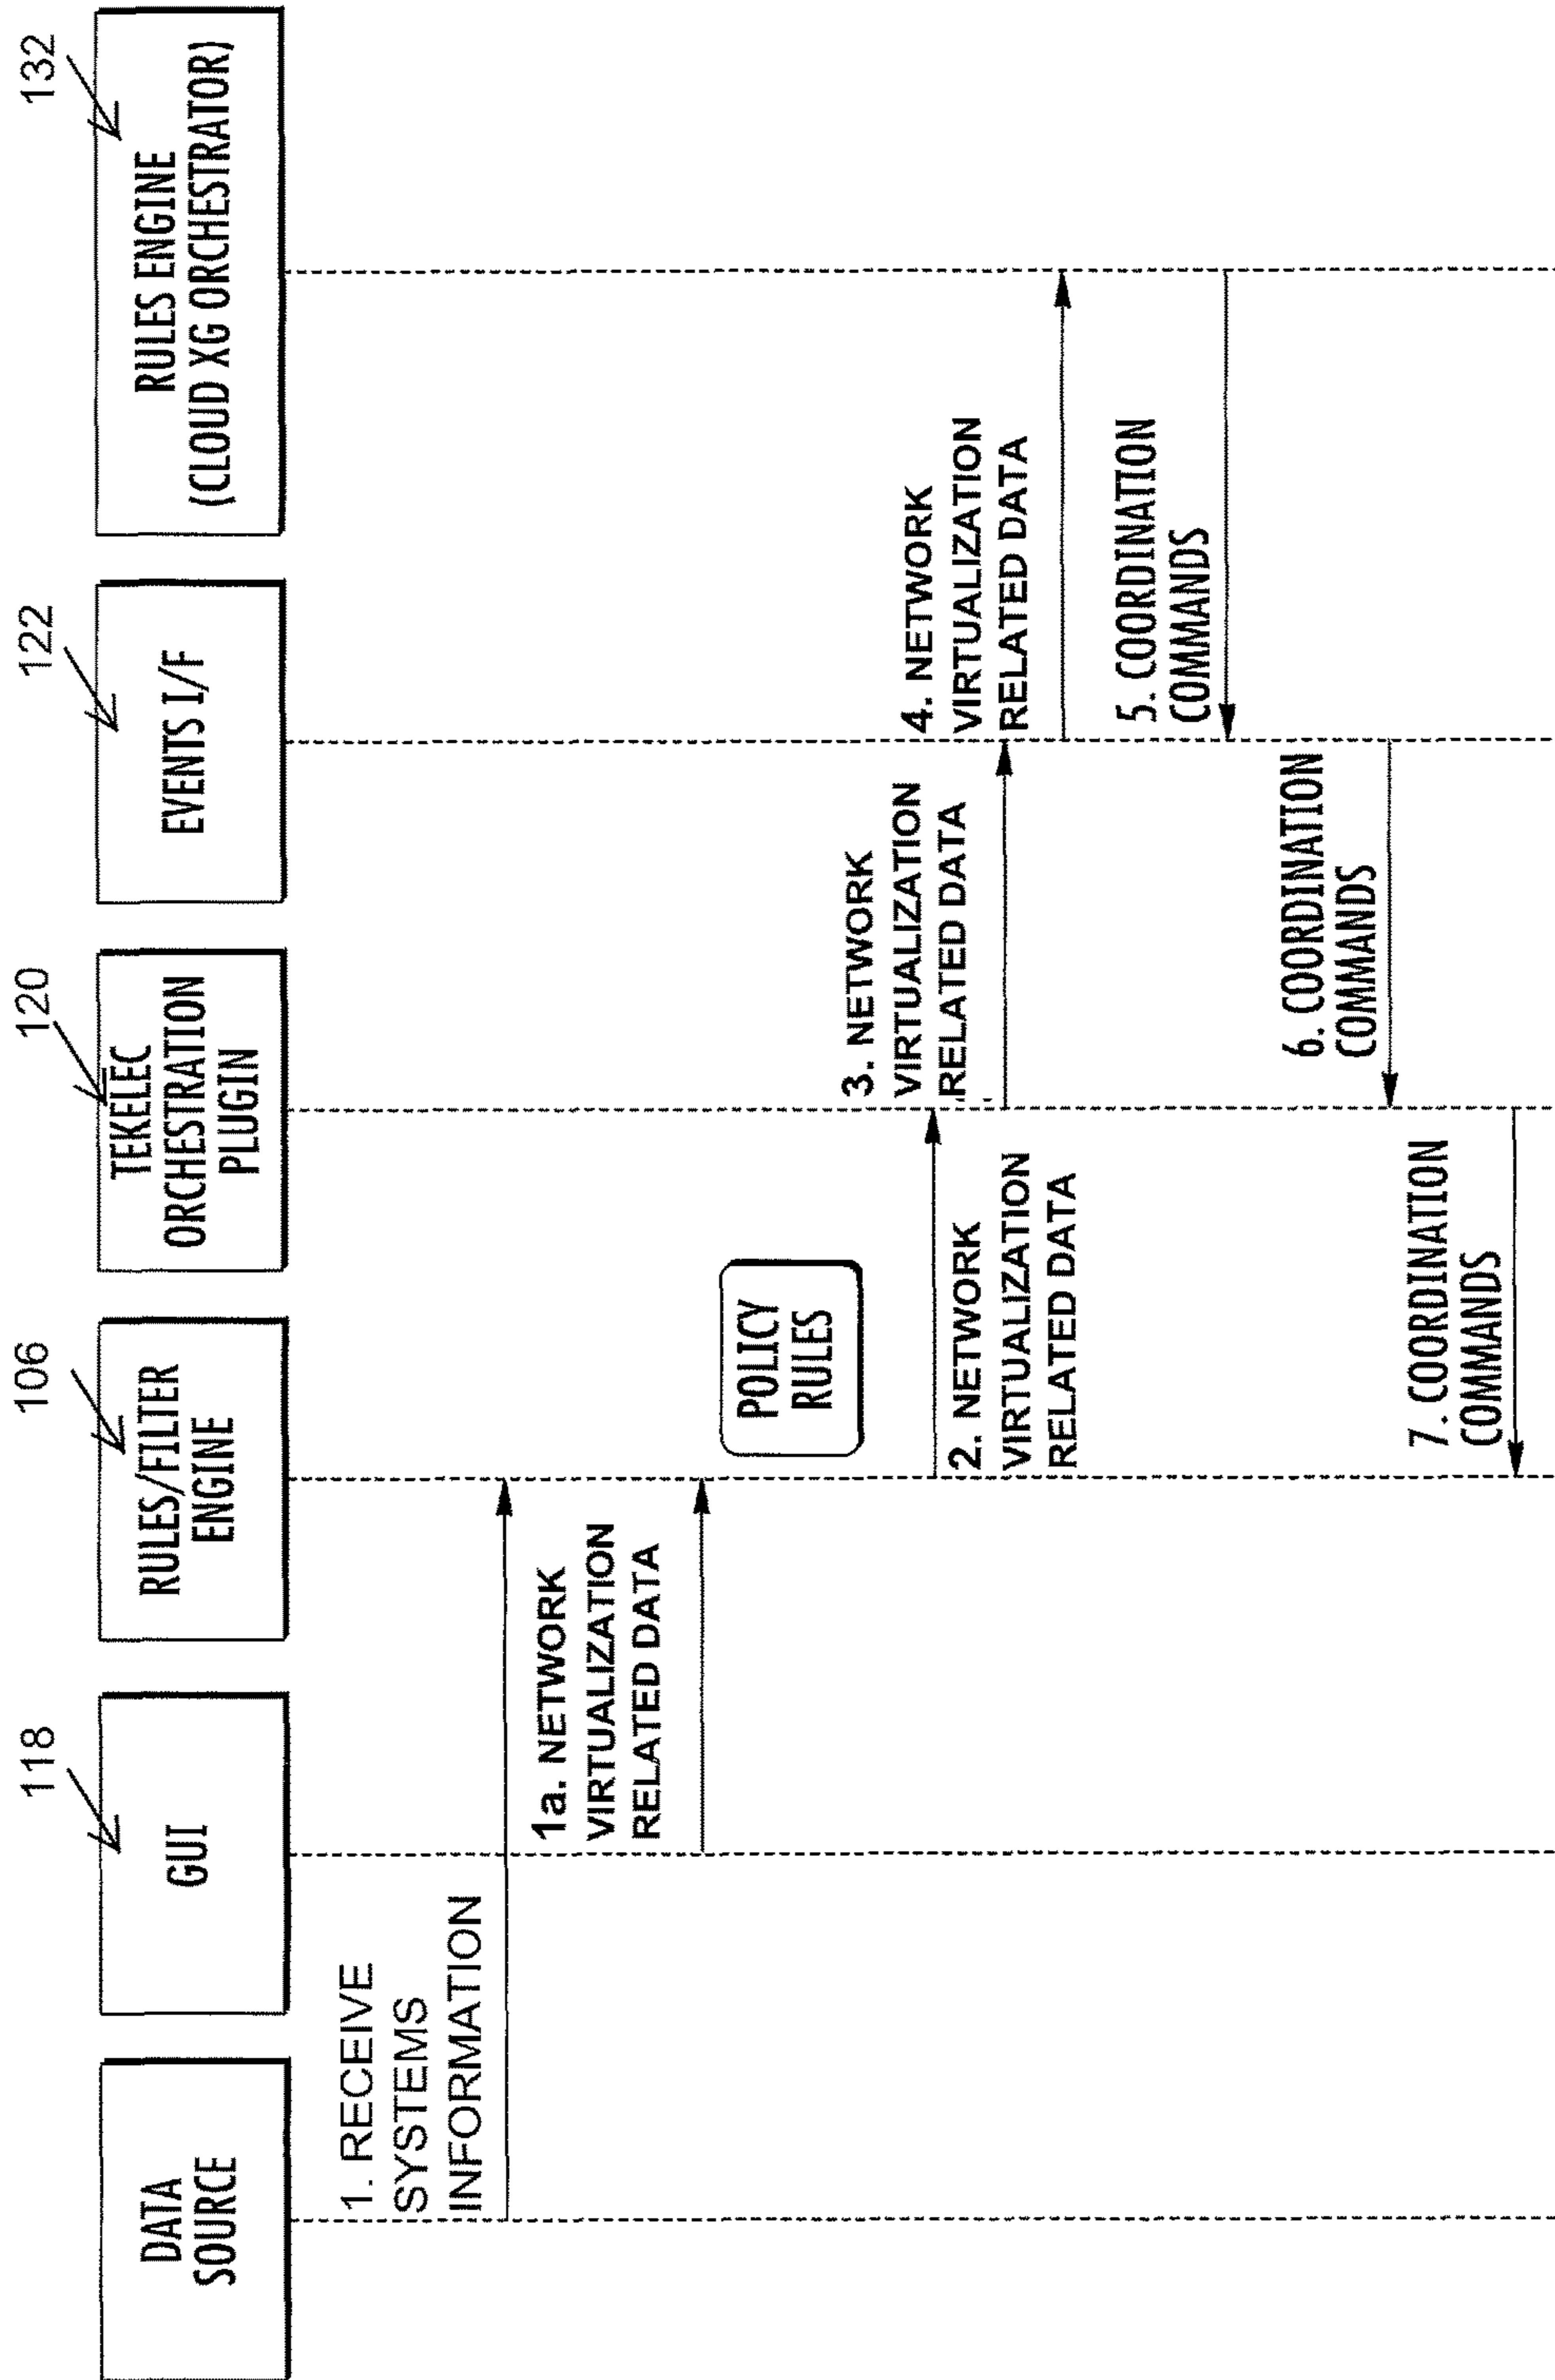 DATA
SOURCE
118
GUI
106
RULES/FILTER
ENGINE
120
TEKELEC
ORCHESTRATION
PLUGIN
122
EVENTS I/F
132
RULES ENGINE
(CLOUD XG ORCHESTRATOR)
1. RECEIVE
SYSTEMS
INFORMATION
1a. NETWORK
VIRTUALIZATION
RELATED DATA
POLICY
RULES
2. NETWORK
VIRTUALIZATION
RELATED DATA
3. NETWORK
VIRTUALIZATION
RELATED DATA
4. NETWORK
VIRTUALIZATION
RELATED DATA
5. COORDINATION
COMMANDS
6. COORDINATION
COMMANDS
7. COORDINATION
COMMANDS